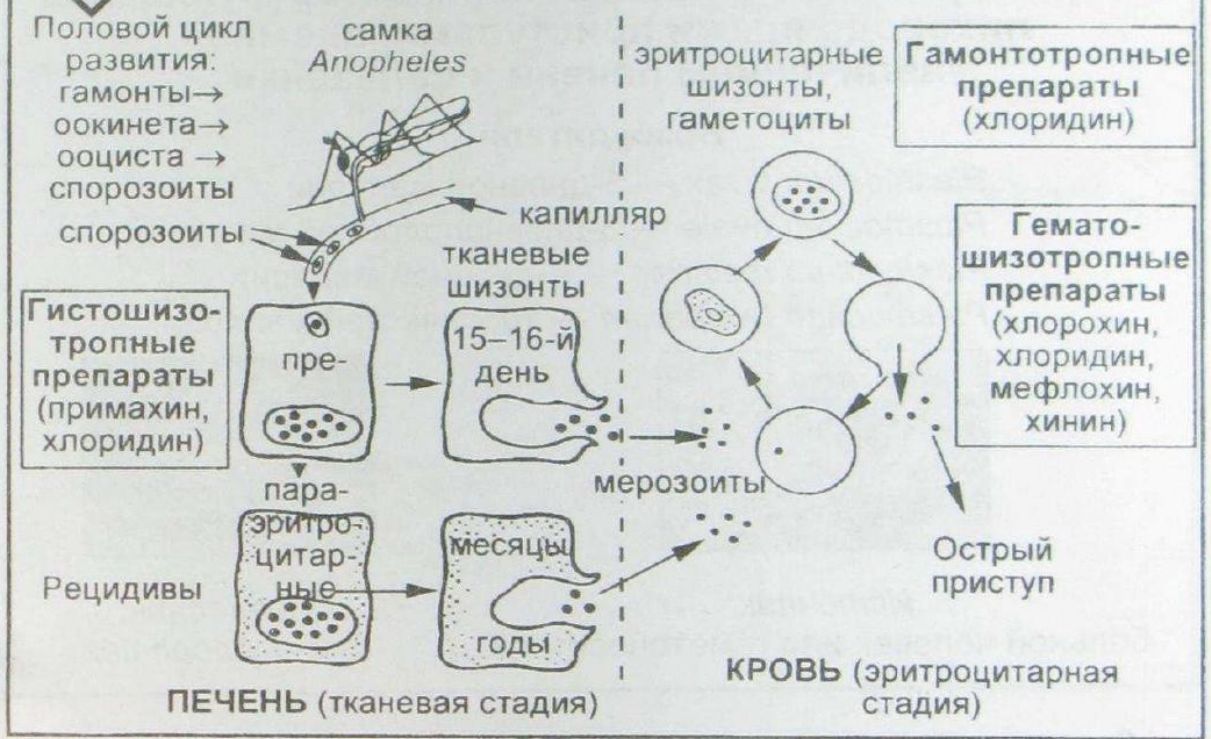 Половой цикл
развития:
гамонты→
оокинета→
ооциста →
спорозоиты
самка
Anopheles
эритроцитарные
шизонты,
гаметоциты
Гамонтотропные
препараты
(хлоридин)
спорозоиты
капилляр
тканевые
шизонты
Гистошизо-
тропные
препараты
(примахин,
хлоридин)
пре-
15–16-й
день
Гемато-
шизотропные
препараты
(хлорохин,
хлоридин,
мефлохин,
хинин)
мерозоиты
пара-
эритро-
цитар-
ные
Рецидивы
месяцы
годы
Острый
приступ
ПЕЧЕНЬ (тканевая стадия)
КРОВЬ (эритроцитарная
стадия)